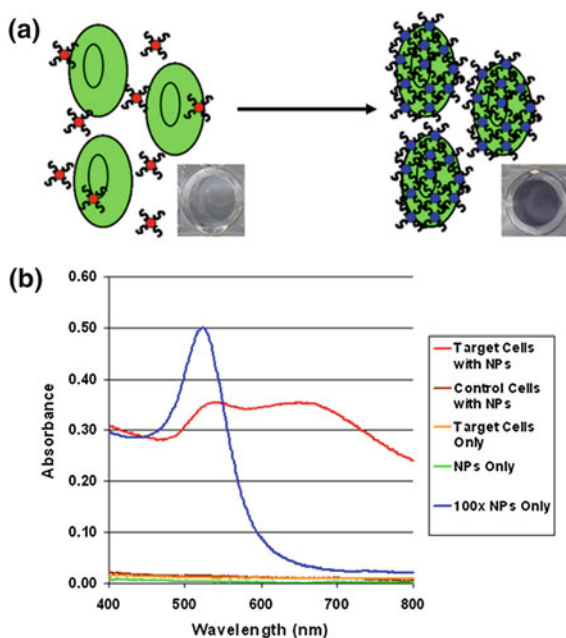 (a)
(b)
0.60
0.50
0.40
0.30
0.20
0.10
0.00
Absorbance
400
500
600
700
800
Wavelength (nm)
Target Cells
with NPs
Control Cells
with NPs
Target Cells
Only
NPs Only
100x NPs Only